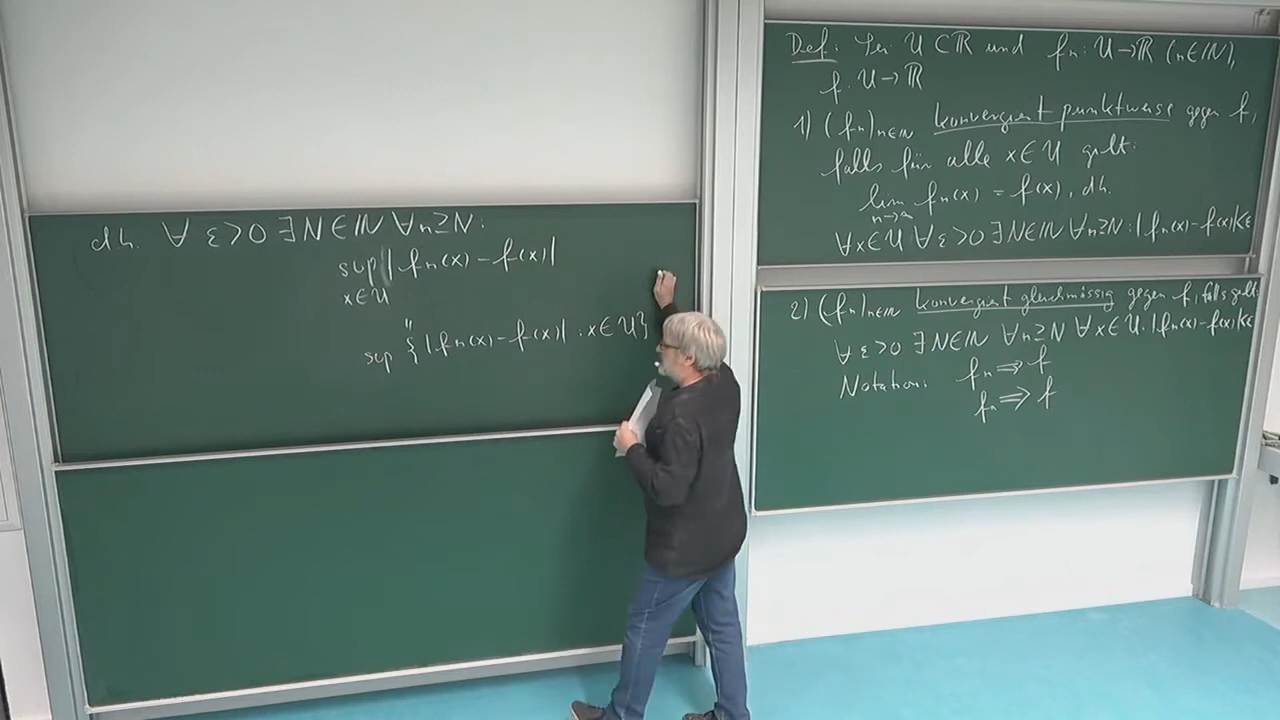 Def: Sei U ⊂ ℝ und fₙ: U → ℝ (n ∈ ℕ),
f: U → ℝ
1) (fₙ)ₙ∈ℕ konvergiert punktweise gegen f,
falls für alle x ∈ U gilt:
lim n→∞ fₙ(x) = f(x), d.h.
∀x∈U ∀ε>0 ∃N∈ℕ ∀n≥N: |fₙ(x)-f(x)|<ε
2) (fₙ)ₙ∈ℕ konvergiert gleichmässig gegen f, falls gilt:
∀ε>0 ∃N∈ℕ ∀n≥N ∀x∈U: |fₙ(x)-f(x)|<ε
Notation: fₙ ⇒ f
fₙ ⇒ f
d.h. ∀ε>0 ∃N∈ℕ ∀n≥N:
sup x∈U |fₙ(x) - f(x)|
"
sup { |fₙ(x) - f(x)| : x ∈ U }